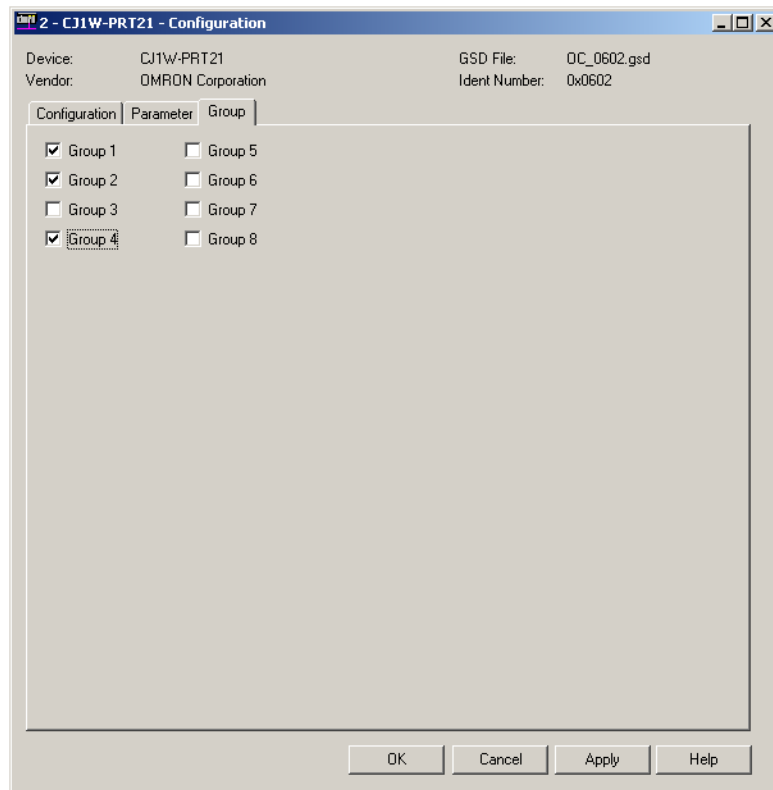 2 - CJ1W-PRT21 - Configuration
Device: CJ1W-PRT21 GSD File: OC_0602.gsd
Vendor: OMRON Corporation Ident Number: 0x0602
Configuration Parameter Group
Group 1 Group 5
Group 2 Group 6
Group 3 Group 7
Group 4 Group 8
OK Cancel Apply Help